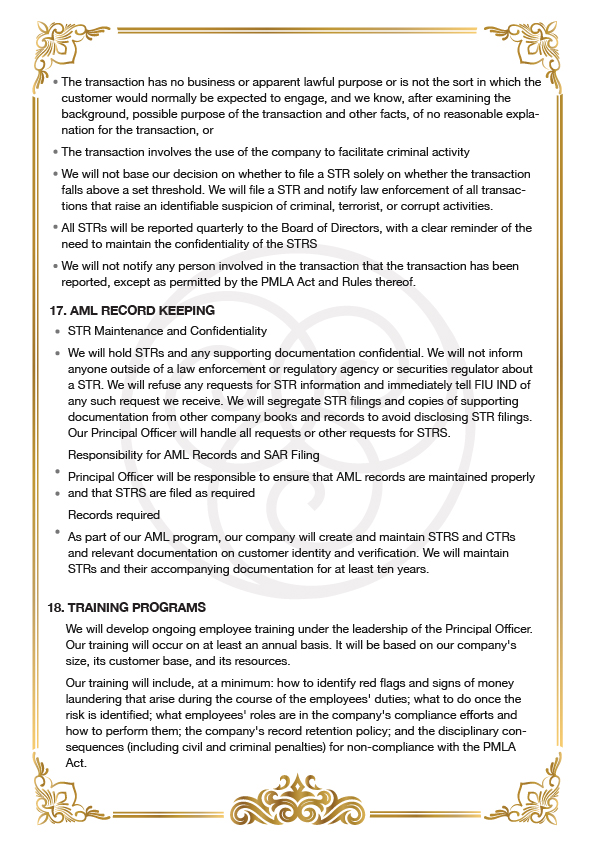 • The transaction has no business or apparent lawful purpose or is not the sort in which the
customer would normally be expected to engage, and we know, after examining the
background, possible purpose of the transaction and other facts, of no reasonable expla-
nation for the transaction, or
• The transaction involves the use of the company to facilitate criminal activity
• We will not base our decision on whether to file a STR solely on whether the transaction
falls above a set threshold. We will file a STR and notify law enforcement of all transac-
tions that raise an identifiable suspicion of criminal, terrorist, or corrupt activities.
• All STRs will be reported quarterly to the Board of Directors, with a clear reminder of the
need to maintain the confidentiality of the STRS
• We will not notify any person involved in the transaction that the transaction has been
reported, except as permitted by the PMLA Act and Rules thereof.
17. AML RECORD KEEPING
• STR Maintenance and Confidentiality
• We will hold STRs and any supporting documentation confidential. We will not inform
anyone outside of a law enforcement or regulatory agency or securities regulator about
a STR. We will refuse any requests for STR information and immediately tell FIU IND of
any such request we receive. We will segregate STR filings and copies of supporting
documentation from other company books and records to avoid disclosing STR filings.
Our Principal Officer will handle all requests or other requests for STRS.
Responsibility for AML Records and SAR Filing
• Principal Officer will be responsible to ensure that AML records are maintained properly
• and that STRS are filed as required
Records required
• As part of our AML program, our company will create and maintain STRS and CTRs
and relevant documentation on customer identity and verification. We will maintain
STRs and their accompanying documentation for at least ten years.
18. TRAINING PROGRAMS
We will develop ongoing employee training under the leadership of the Principal Officer.
Our training will occur on at least an annual basis. It will be based on our company's
size, its customer base, and its resources.
Our training will include, at a minimum: how to identify red flags and signs of money
laundering that arise during the course of the employees' duties; what to do once the
risk is identified; what employees' roles are in the company's compliance efforts and
how to perform them; the company's record retention policy; and the disciplinary con-
sequences (including civil and criminal penalties) for non-compliance with the PMLA
Act.